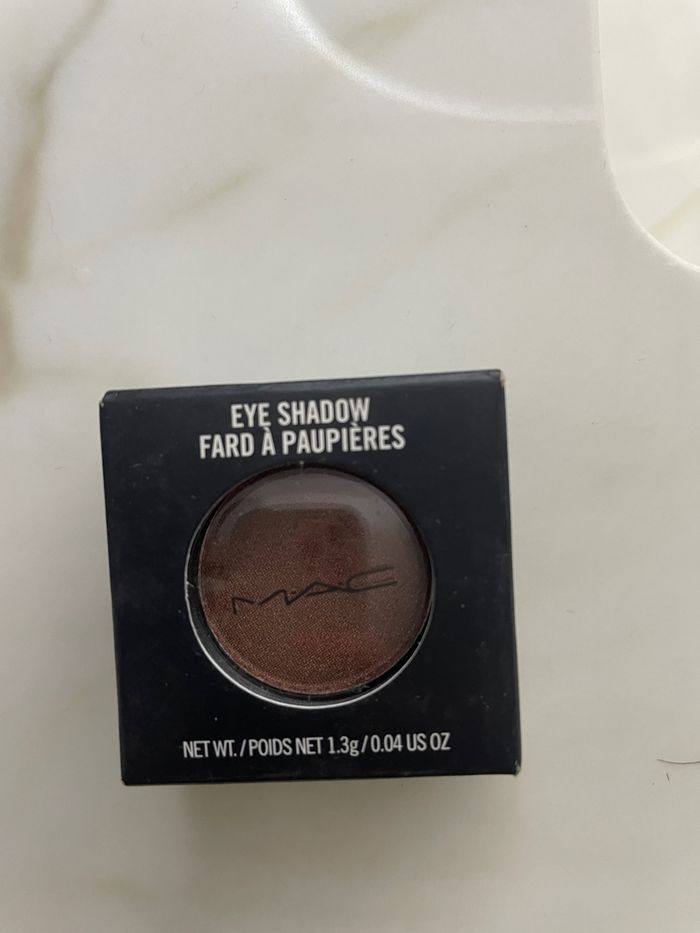 EYE SHADOW
FARD À PAUPIÈRES
MAC
NET WT. / POIDS NET 1.3g / 0.04 US OZ